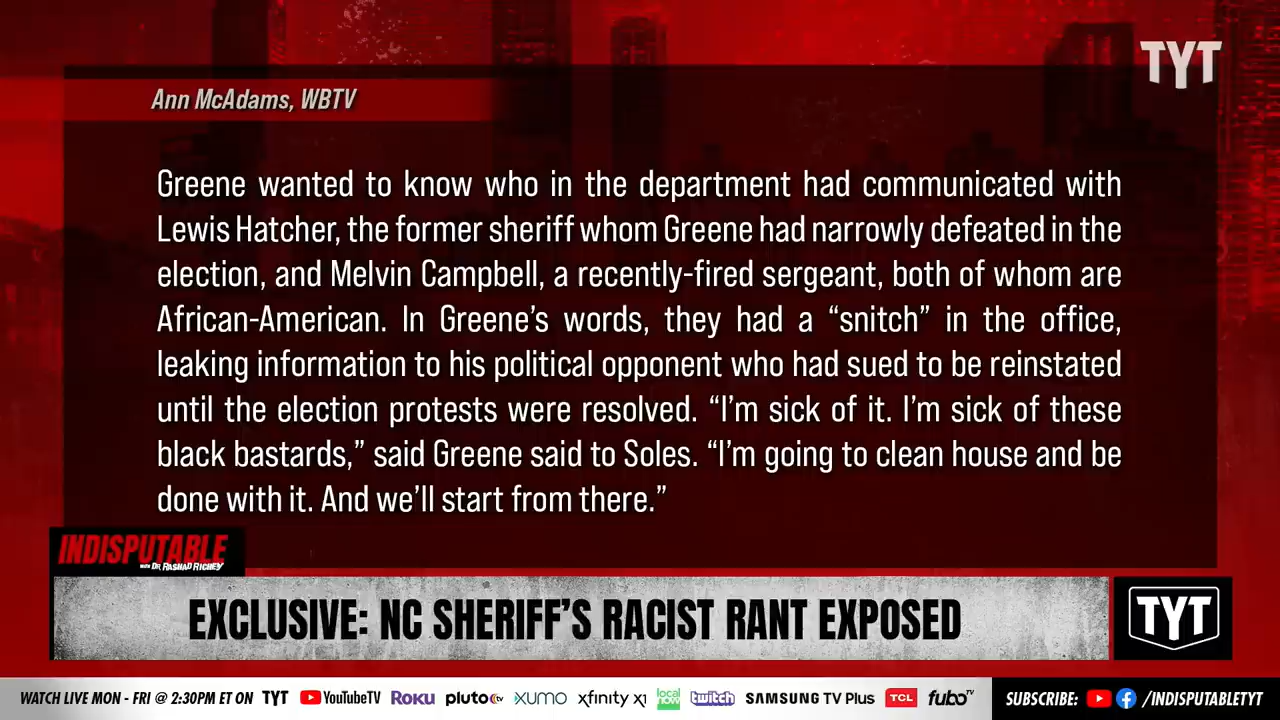 TYT
Ann McAdams, WBTV
Greene wanted to know who in the department had communicated with
Lewis Hatcher, the former sheriff whom Greene had narrowly defeated in the
election, and Melvin Campbell, a recently-fired sergeant, both of whom are
African-American. In Greene’s words, they had a “snitch” in the office,
leaking information to his political opponent who had sued to be reinstated
until the election protests were resolved. “I’m sick of it. I’m sick of these
black bastards,” said Greene said to Soles. “I’m going to clean house and be
done with it. And we’ll start from there.”
INDISPUTABLE
WITH DR. RASHAD RICHEY
EXCLUSIVE: NC SHERIFF’S RACIST RANT EXPOSED
TYT
WATCH LIVE MON - FRI @ 2:30PM ET ON TYT YouTubeTV Roku pluto tv XUMO xfinity x1 local now twitch SAMSUNG TV Plus TCL fubo TV SUBSCRIBE: /INDISPUTABLETYT